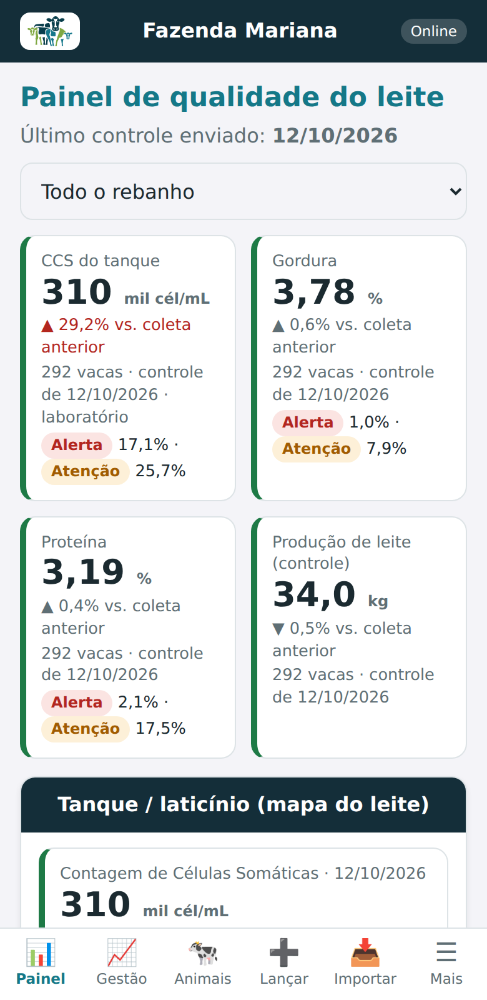 Fazenda Mariana
Online
Painel de qualidade do leite
Último controle enviado: 12/10/2026
Todo o rebanho
CCS do tanque
310 mil cél/mL
▲ 29,2% vs. coleta
anterior
292 vacas · controle
de 12/10/2026 ·
laboratório
Alerta 17,1% ·
Atenção 25,7%
Gordura
3,78 %
▲ 0,6% vs. coleta
anterior
292 vacas · controle
de 12/10/2026
Alerta 1,0% ·
Atenção 7,9%
Proteína
3,19 %
▲ 0,4% vs. coleta
anterior
292 vacas · controle
de 12/10/2026
Alerta 2,1% ·
Atenção 17,5%
Produção de leite
(controle)
34,0 kg
▼ 0,5% vs. coleta
anterior
292 vacas · controle
de 12/10/2026
Tanque / laticínio (mapa do leite)
Contagem de Células Somáticas · 12/10/2026
310 mil cél/mL
Painel
Gestão
Animais
Lançar
Importar
Mais